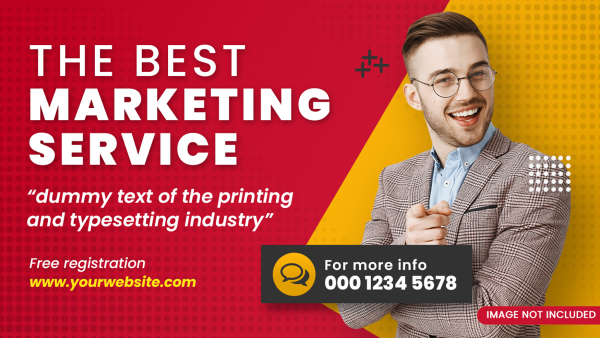 THE BEST
MARKETING
SERVICE
“dummy text of the printing
and typesetting industry”
Free registration
www.yourwebsite.com
For more info
000 1234 5678
IMAGE NOT INCLUDED